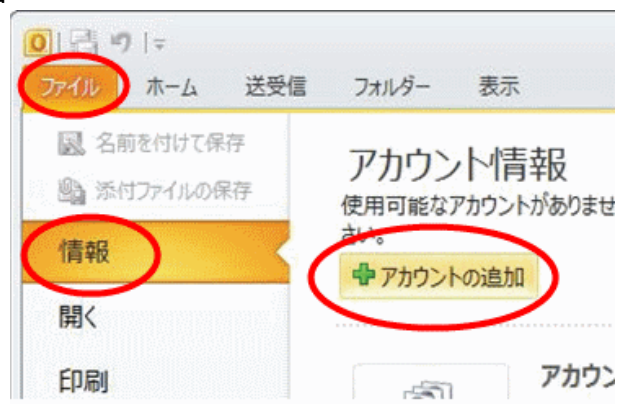 ファイル ホーム 送受信 フォルダー 表示
名前を付けて保存
添付ファイルの保存
情報
開く
印刷
アカウント情報
使用可能なアカウントがありませ
さい。
アカウントの追加
アカウン